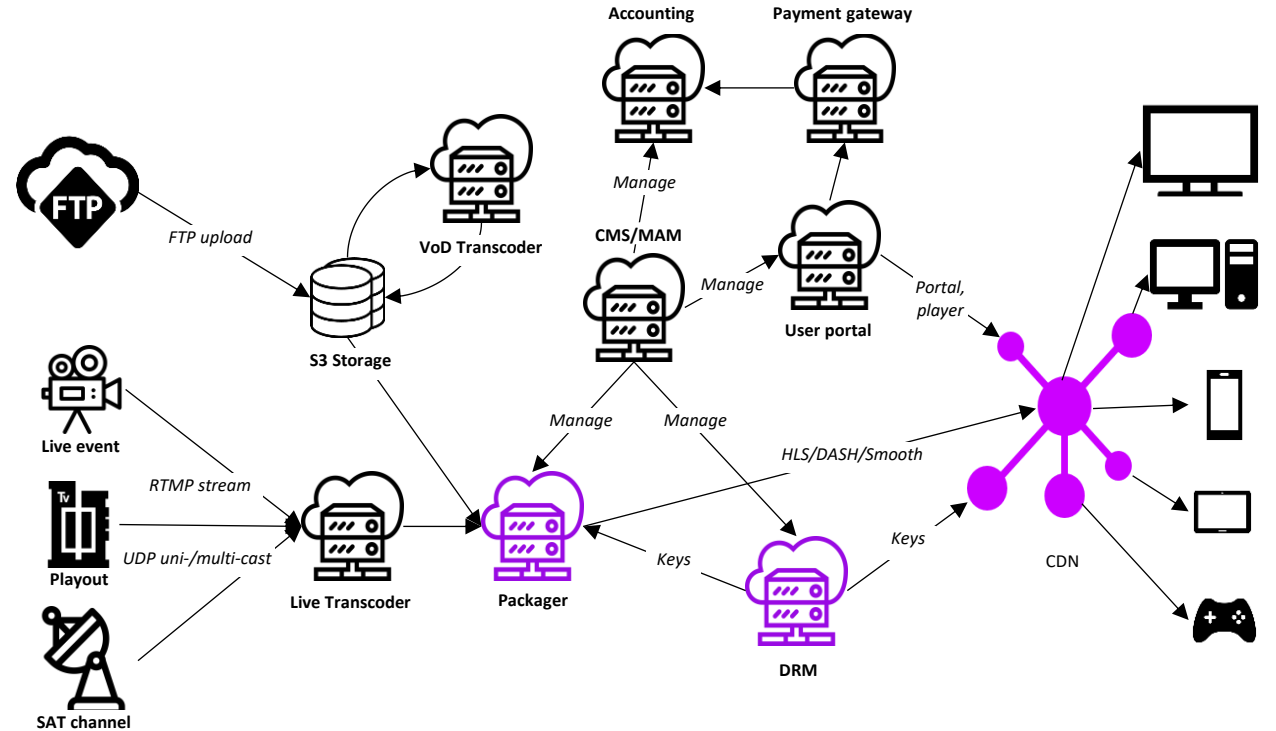 Accounting
Payment gateway
FTP
FTP upload
VoD Transcoder
Manage
CMS/MAM
Manage
User portal
Portal,
player
S3 Storage
Live event
RTMP stream
Manage
Manage
HLS/DASH/Smooth
Tv
UDP uni-/multi-cast
Playout
Live Transcoder
Packager
Keys
Keys
CDN
DRM
SAT channel